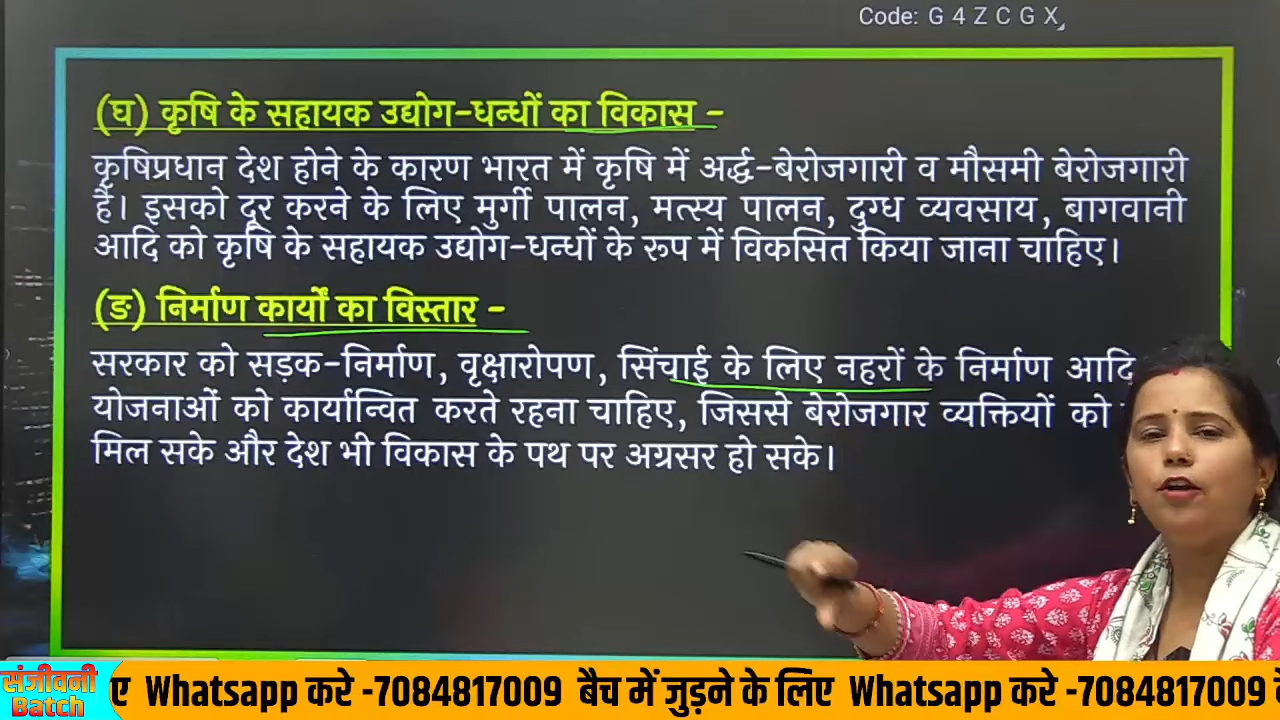 Code: G 4 Z C G X
(घ) कृषि के सहायक उद्योग-धन्धों का विकास -
कृषिप्रधान देश होने के कारण भारत में कृषि में अर्द्ध-बेरोजगारी व मौसमी बेरोजगारी
है। इसको दूर करने के लिए मुर्गी पालन, मत्स्य पालन, दुग्ध व्यवसाय, बागवानी
आदि को कृषि के सहायक उद्योग-धन्धों के रूप में विकसित किया जाना चाहिए।
(ङ) निर्माण कार्यों का विस्तार -
सरकार को सड़क-निर्माण, वृक्षारोपण, सिंचाई के लिए नहरों के निर्माण आदि
योजनाओं को कार्यान्वित करते रहना चाहिए, जिससे बेरोजगार व्यक्तियों को
मिल सके और देश भी विकास के पथ पर अग्रसर हो सके।
संजीवनी
Batch
ए Whatsapp करे -7084817009 बैच में जुड़ने के लिए Whatsapp करे -7084817009